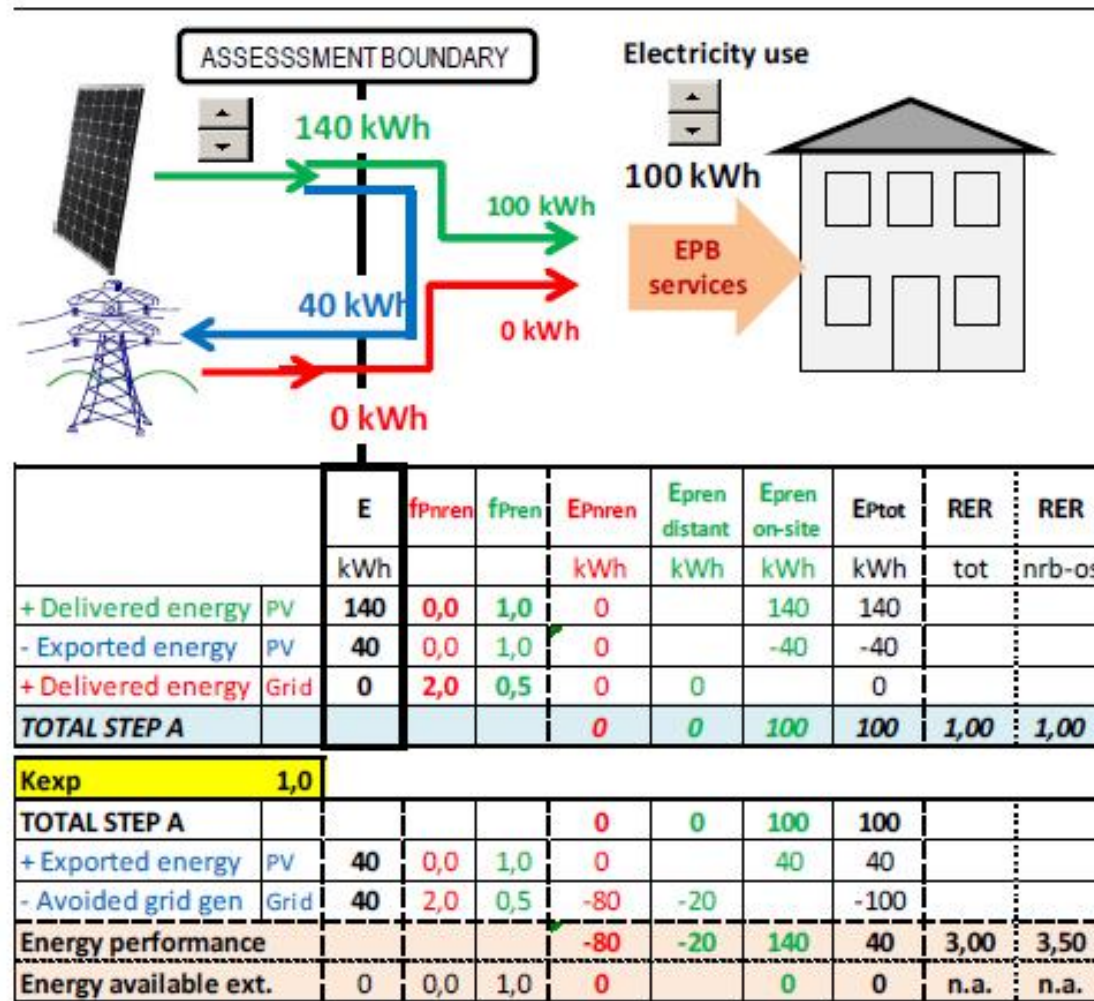 ASSESSSMENT BOUNDARY
Electricity use
140 kWh
100 kWh
100 kWh
EPB
services
40 kWh
0 kWh
0 kWh
E fPnren fPren EPnren Epren distant Epren on-site EPtot RER RER
kWh kWh kWh kWh kWh tot nrb-os
+ Delivered energy PV 140 0,0 1,0 0 140 140
- Exported energy PV 40 0,0 1,0 0 -40 -40
+ Delivered energy Grid 0 2,0 0,5 0 0 0
TOTAL STEP A 0 0 100 100 1,00 1,00
Kexp 1,0
TOTAL STEP A 0 0 100 100
+ Exported energy PV 40 0,0 1,0 0 40 40
- Avoided grid gen Grid 40 2,0 0,5 -80 -20 -100
Energy performance -80 -20 140 40 3,00 3,50
Energy available ext. 0 0,0 1,0 0 0 0 n.a. n.a.